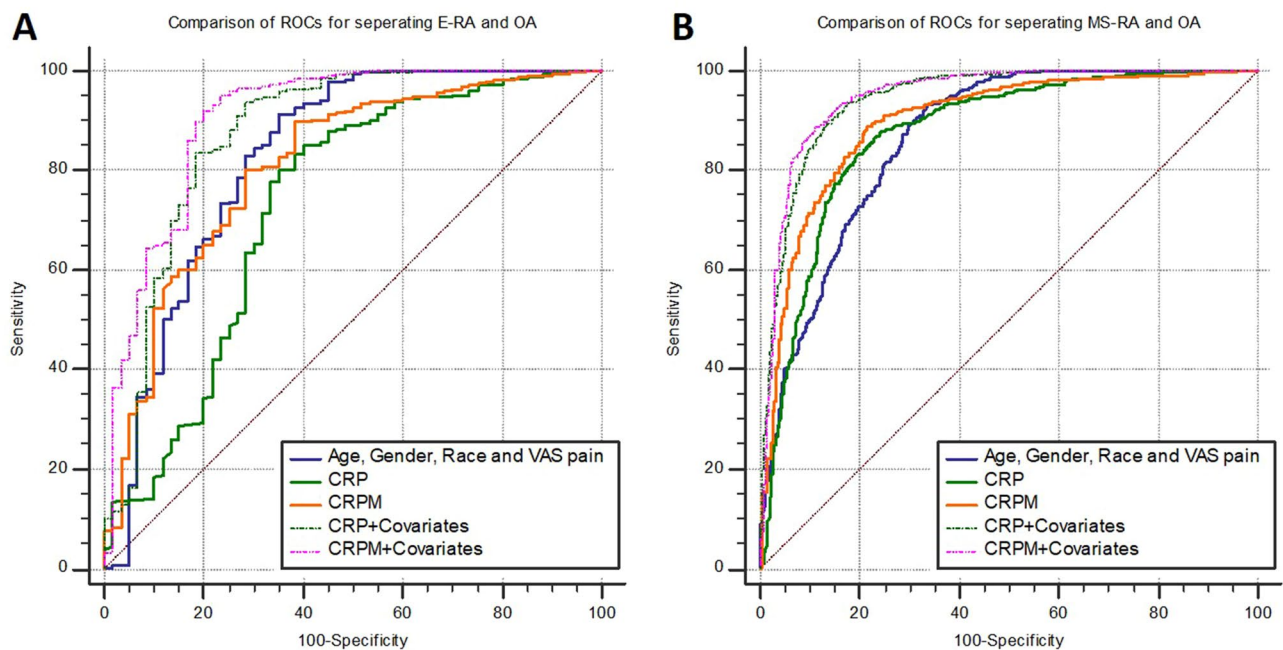 A
Comparison of ROCs for seperating E-RA and OA
100
80
60
40
20
0
Sensitivity
Age, Gender, Race and VAS pain
CRP
CRPM
CRP+Covariates
CRPM+Covariates
0 20 40 60 80 100
100-Specificity
B
Comparison of ROCs for seperating MS-RA and OA
100
80
60
40
20
0
Sensitivity
Age, Gender, Race and VAS pain
CRP
CRPM
CRP+Covariates
CRPM+Covariates
0 20 40 60 80 100
100-Specificity